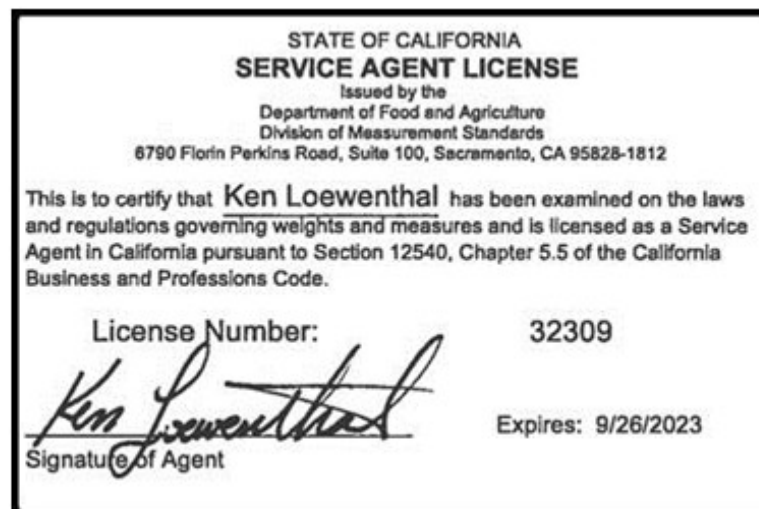 STATE OF CALIFORNIA
SERVICE AGENT LICENSE
Issued by the
Department of Food and Agriculture
Division of Measurement Standards
6790 Florin Perkins Road, Suite 100, Sacramento, CA 95828-1812
This is to certify that Ken Loewenthal has been examined on the laws
and regulations governing weights and measures and is licensed as a Service
Agent in California pursuant to Section 12540, Chapter 5.5 of the California
Business and Professions Code.
License Number: 32309
Ken Loewenthal
Expires: 9/26/2023
Signature of Agent